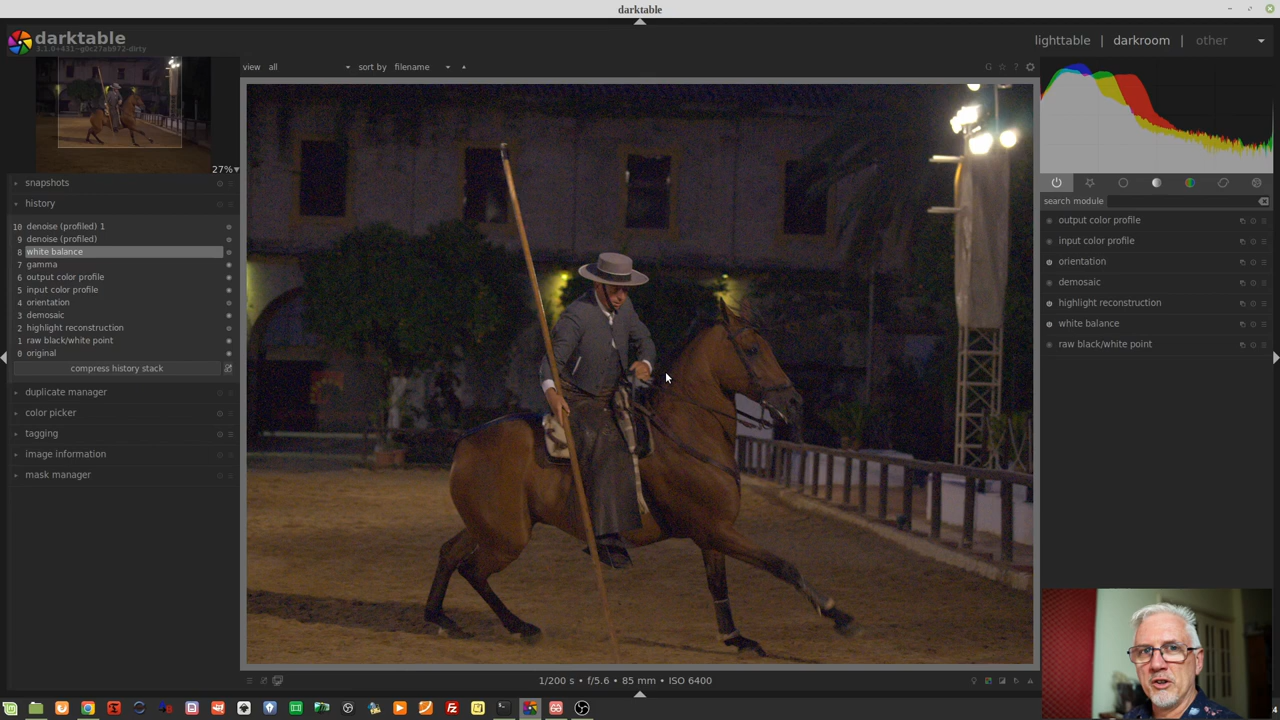 darktable
darktable
3.1.0+431~g0c27ab972-dirty
lighttable | darkroom | other
view all sort by filename
27%
snapshots
history
10 denoise (profiled) 1
9 denoise (profiled)
8 white balance
7 gamma
6 output color profile
5 input color profile
4 orientation
3 demosaic
2 highlight reconstruction
1 raw black/white point
0 original
compress history stack
duplicate manager
color picker
tagging
image information
mask manager
search module
output color profile
input color profile
orientation
demosaic
highlight reconstruction
white balance
raw black/white point
1/200 s • f/5.6 • 85 mm • ISO 6400